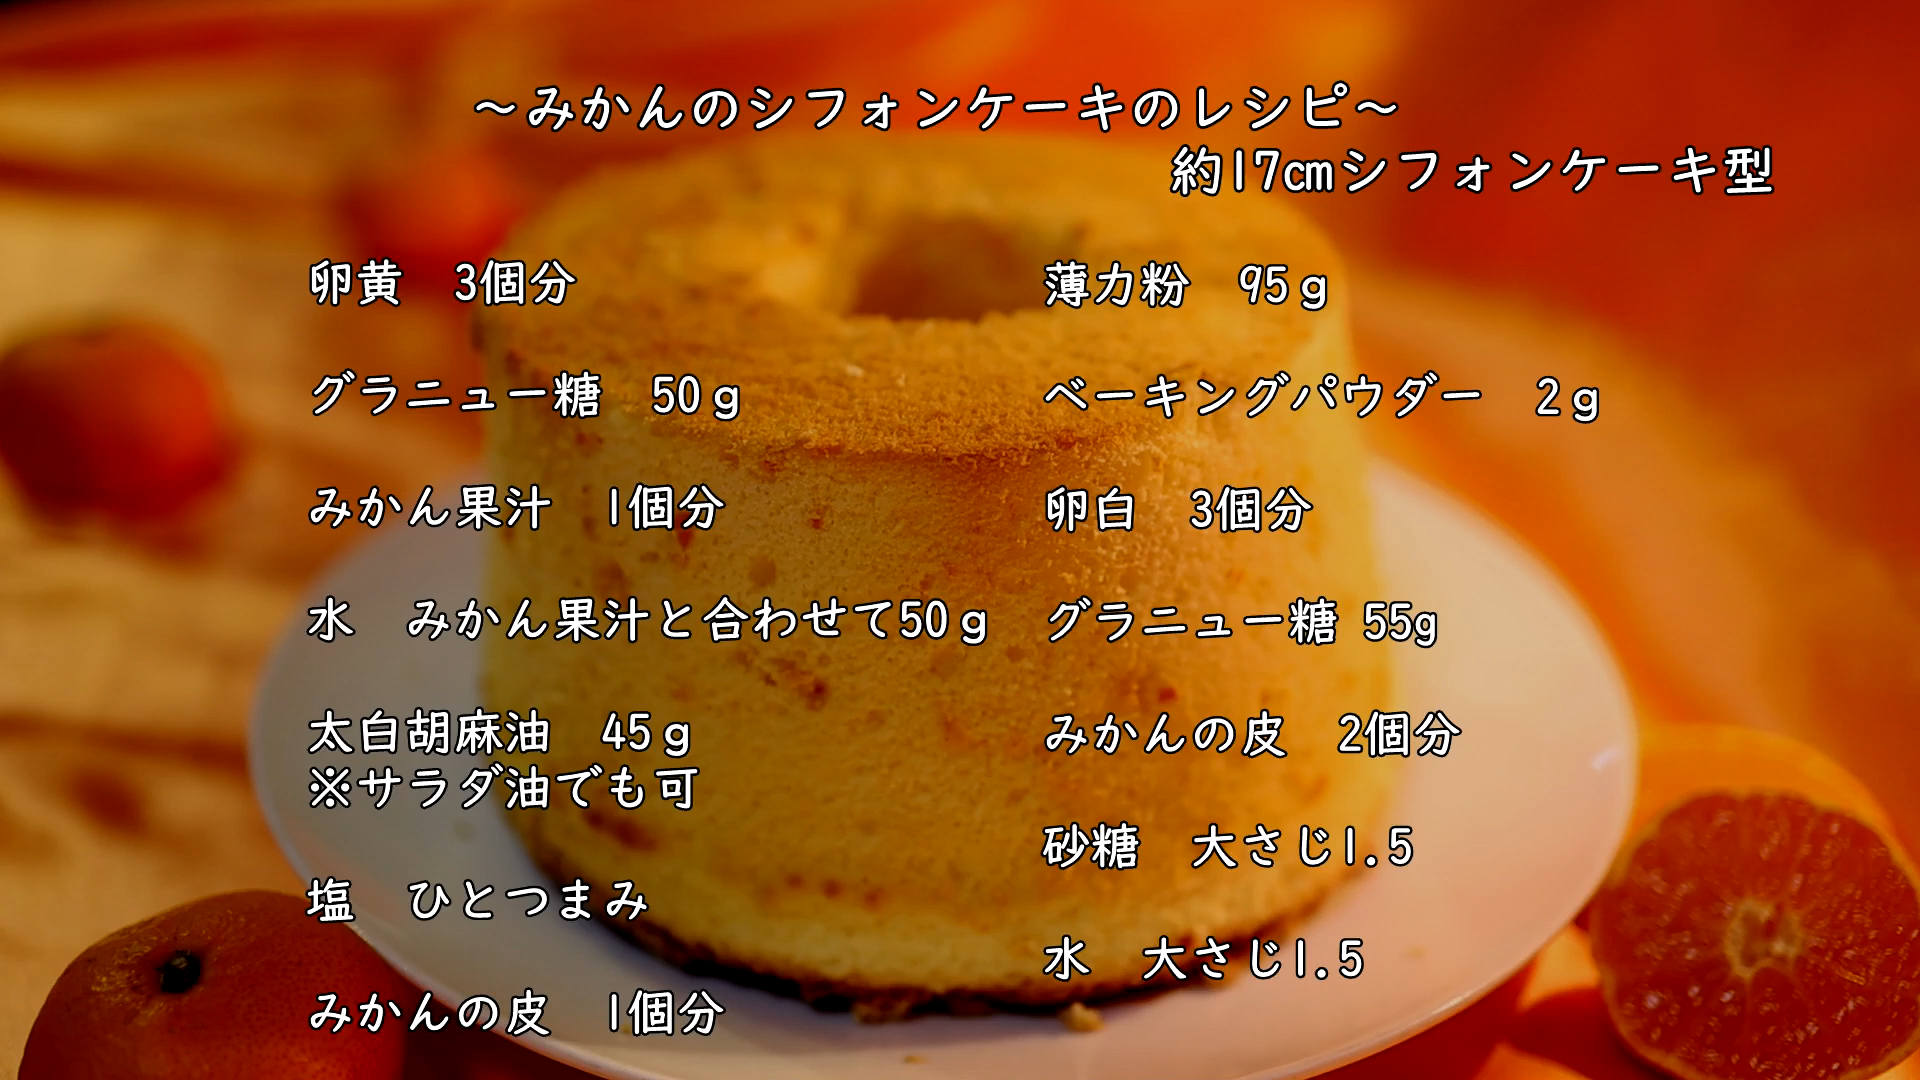 ～みかんのシフォンケーキのレシピ～
約17cmシフォンケーキ型
卵黄　3個分
グラニュー糖　50ｇ
みかん果汁　1個分
水　みかん果汁と合わせて50ｇ
太白胡麻油　45ｇ
※サラダ油でも可
塩　ひとつまみ
みかんの皮　1個分
薄力粉　95ｇ
ベーキングパウダー　2ｇ
卵白　3個分
グラニュー糖 55g
みかんの皮　2個分
砂糖　大さじ1.5
水　大さじ1.5